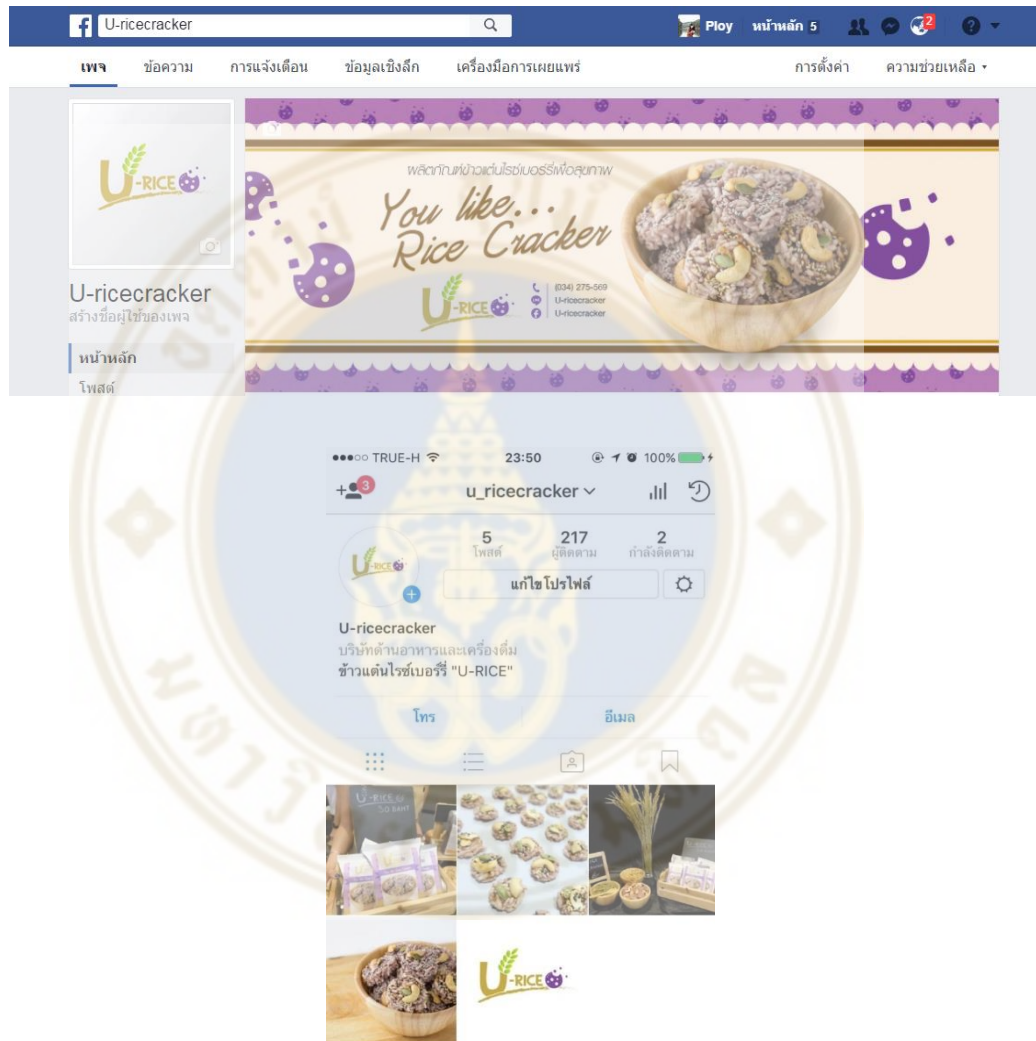 U-ricecracker
Ploy
หน้าหลัก 5
2
เพจ
ข้อความ
การแจ้งเตือน
ข้อมูลเชิงลึก
เครื่องมือการเผยแพร่
การตั้งค่า
ความช่วยเหลือ
U-RICE
ผลิตภัณฑ์ข้าวแต๋นไรซ์เบอร์รี่เพื่อสุขภาพ
You like...
Rice Cracker
U-RICE
(034) 275-569
U-ricecracker
U-ricecracker
U-ricecracker
สร้างชื่อผู้ใช้ของเพจ
หน้าหลัก
โพสต์
TRUE-H
23:50
100%
3
u_ricecracker
5
217
2
โพสต์
ผู้ติดตาม
กำลังติดตาม
U-RICE
แก้ไขโปรไฟล์
U-ricecracker
บริษัทด้านอาหารและเครื่องดื่ม
ข้าวแต๋นไรซ์เบอร์รี่ "U-RICE"
โทร
อีเมล
U-RICE
U-RICE